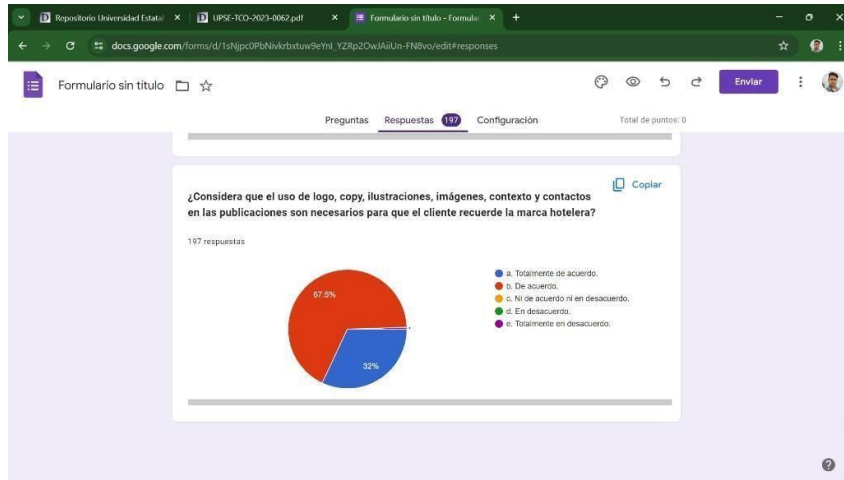 Repositorio Universidad Estatal
UPSE-TCO-2023-0062.pdf
Formulario sin título - Formular
docs.google.com/forms/d/1sNjpc0PbNivkrbxtuw9eYnI_YZRp2OwJAiiUn-FN8vo/edit#responses
Formulario sin título
Enviar
Preguntas Respuestas 197 Configuración Total de puntos: 0
Copiar
¿Considera que el uso de logo, copy, ilustraciones, imágenes, contexto y contactos
en las publicaciones son necesarios para que el cliente recuerde la marca hotelera?
197 respuestas
a. Totalmente de acuerdo.
b. De acuerdo.
c. Ni de acuerdo ni en desacuerdo.
d. En desacuerdo.
e. Totalmente en desacuerdo.
67.5%
32%